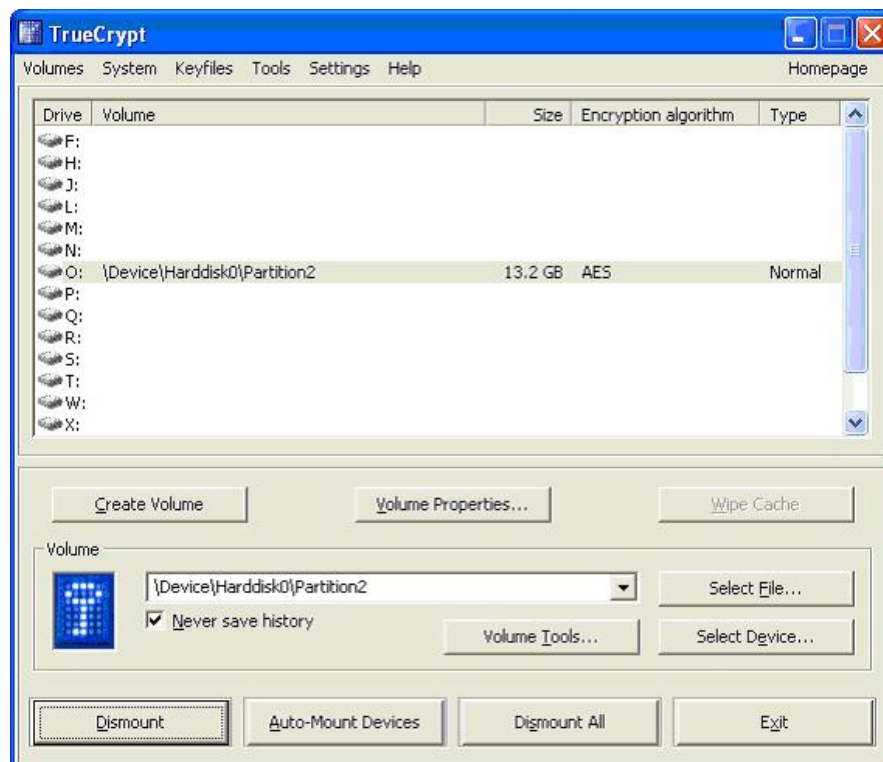 TrueCrypt
Volumes System Keyfiles Tools Settings Help Homepage
Drive Volume Size Encryption algorithm Type
F:
H:
J:
L:
M:
N:
O: \Device\Harddisk0\Partition2 13.2 GB AES Normal
P:
Q:
R:
S:
T:
W:
X:
Create Volume Volume Properties... Wipe Cache
Volume
\Device\Harddisk0\Partition2 Select File...
Never save history
Volume Tools... Select Device...
Dismount Auto-Mount Devices Dismount All Exit